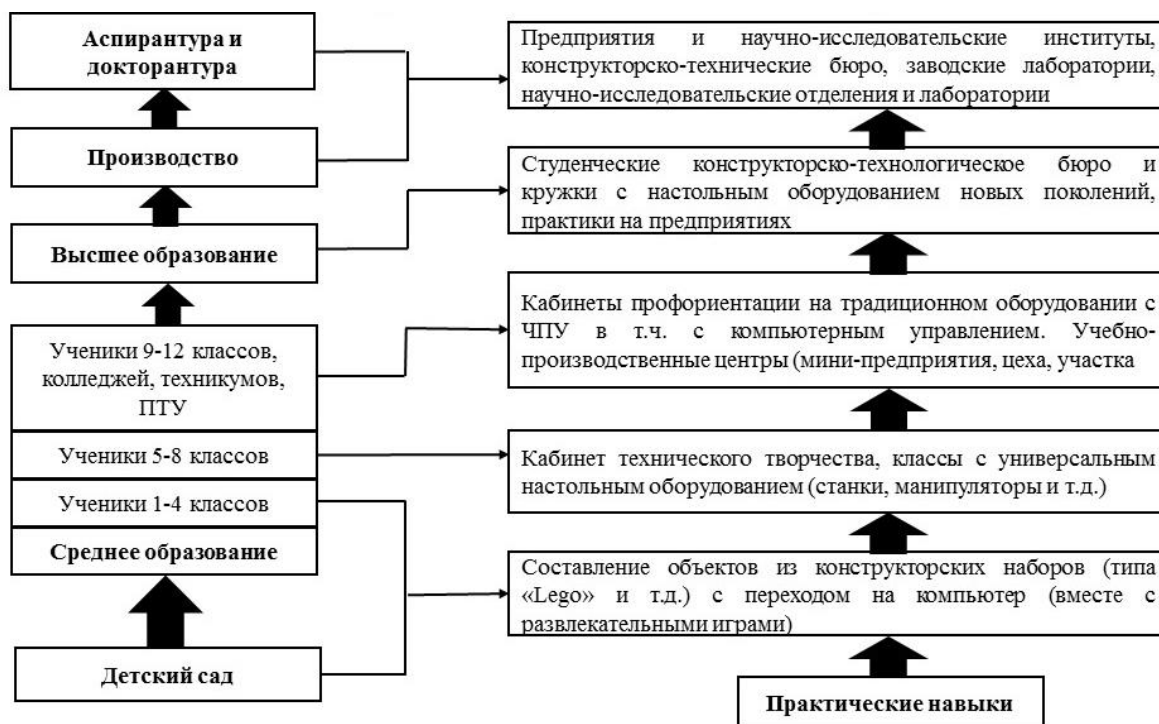 Аспирантура и
докторантура
Производство
Высшее образование
Ученики 9-12 классов,
колледжей, техникумов,
ПТУ
Ученики 5-8 классов
Ученики 1-4 классов
Среднее образование
Детский сад
Предприятия и научно-исследовательские институты,
конструкторско-технические бюро, заводские лаборатории,
научно-исследовательские отделения и лаборатории
Студенческие конструкторско-технологическое бюро и
кружки с настольным оборудованием новых поколений,
практики на предприятиях
Кабинеты профориентации на традиционном оборудовании с
ЧПУ в т.ч. с компьютерным управлением. Учебно-
производственные центры (мини-предприятия, цеха, участка
Кабинет технического творчества, классы с универсальным
настольным оборудованием (станки, манипуляторы и т.д.)
Составление объектов из конструкторских наборов (типа
«Lego» и т.д.) с переходом на компьютер (вместе с
развлекательными играми)
Практические навыки